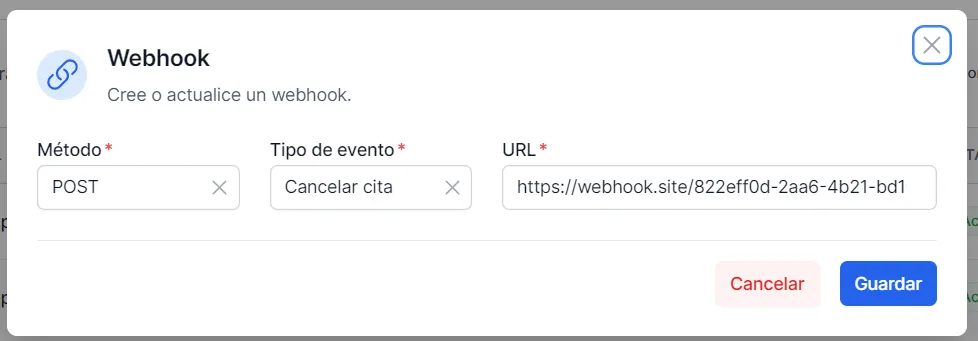 Webhook
Cree o actualice un webhook.
Método *
Tipo de evento *
URL *
POST
Cancelar cita
https://webhook.site/822eff0d-2aa6-4b21-bd1
Cancelar
Guardar